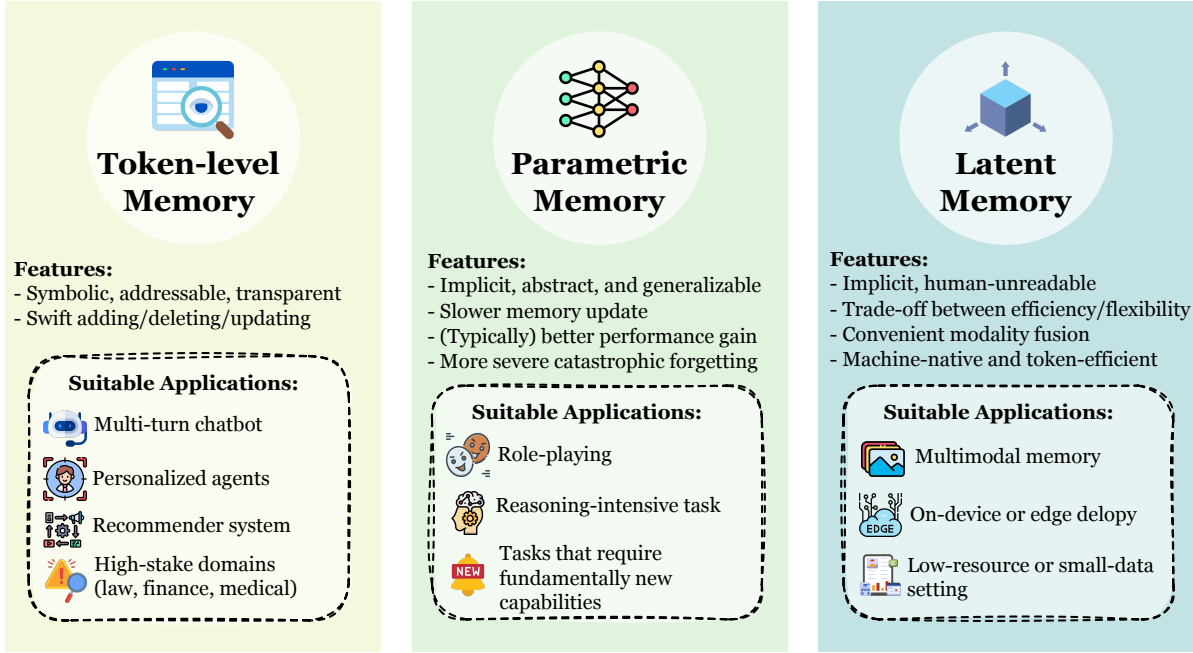 Token-level
Memory
Features:
- Symbolic, addressable, transparent
- Swift adding/deleting/updating
Suitable Applications:
Multi-turn chatbot
Personalized agents
Recommender system
High-stake domains
(law, finance, medical)
Parametric
Memory
Features:
- Implicit, abstract, and generalizable
- Slower memory update
- (Typically) better performance gain
- More severe catastrophic forgetting
Suitable Applications:
Role-playing
Reasoning-intensive task
NEW
Tasks that require
fundamentally new
capabilities
Latent
Memory
Features:
- Implicit, human-unreadable
- Trade-off between efficiency/flexibility
- Convenient modality fusion
- Machine-native and token-efficient
Suitable Applications:
Multimodal memory
EDGE
On-device or edge delopy
Low-resource or small-data
setting